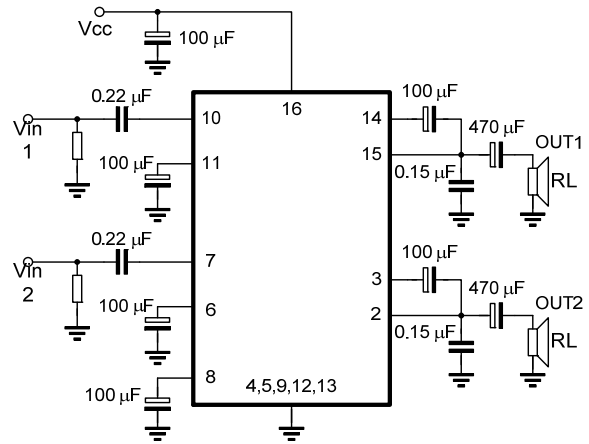 Vcc
100 µF
16
0.22 µF
Vin
1
10
100 µF
11
14
100 µF
15
470 µF
OUT1
0.15 µF
RL
0.22 µF
Vin
2
7
100 µF
6
3
100 µF
2
470 µF
OUT2
0.15 µF
RL
100 µF
8
4,5,9,12,13